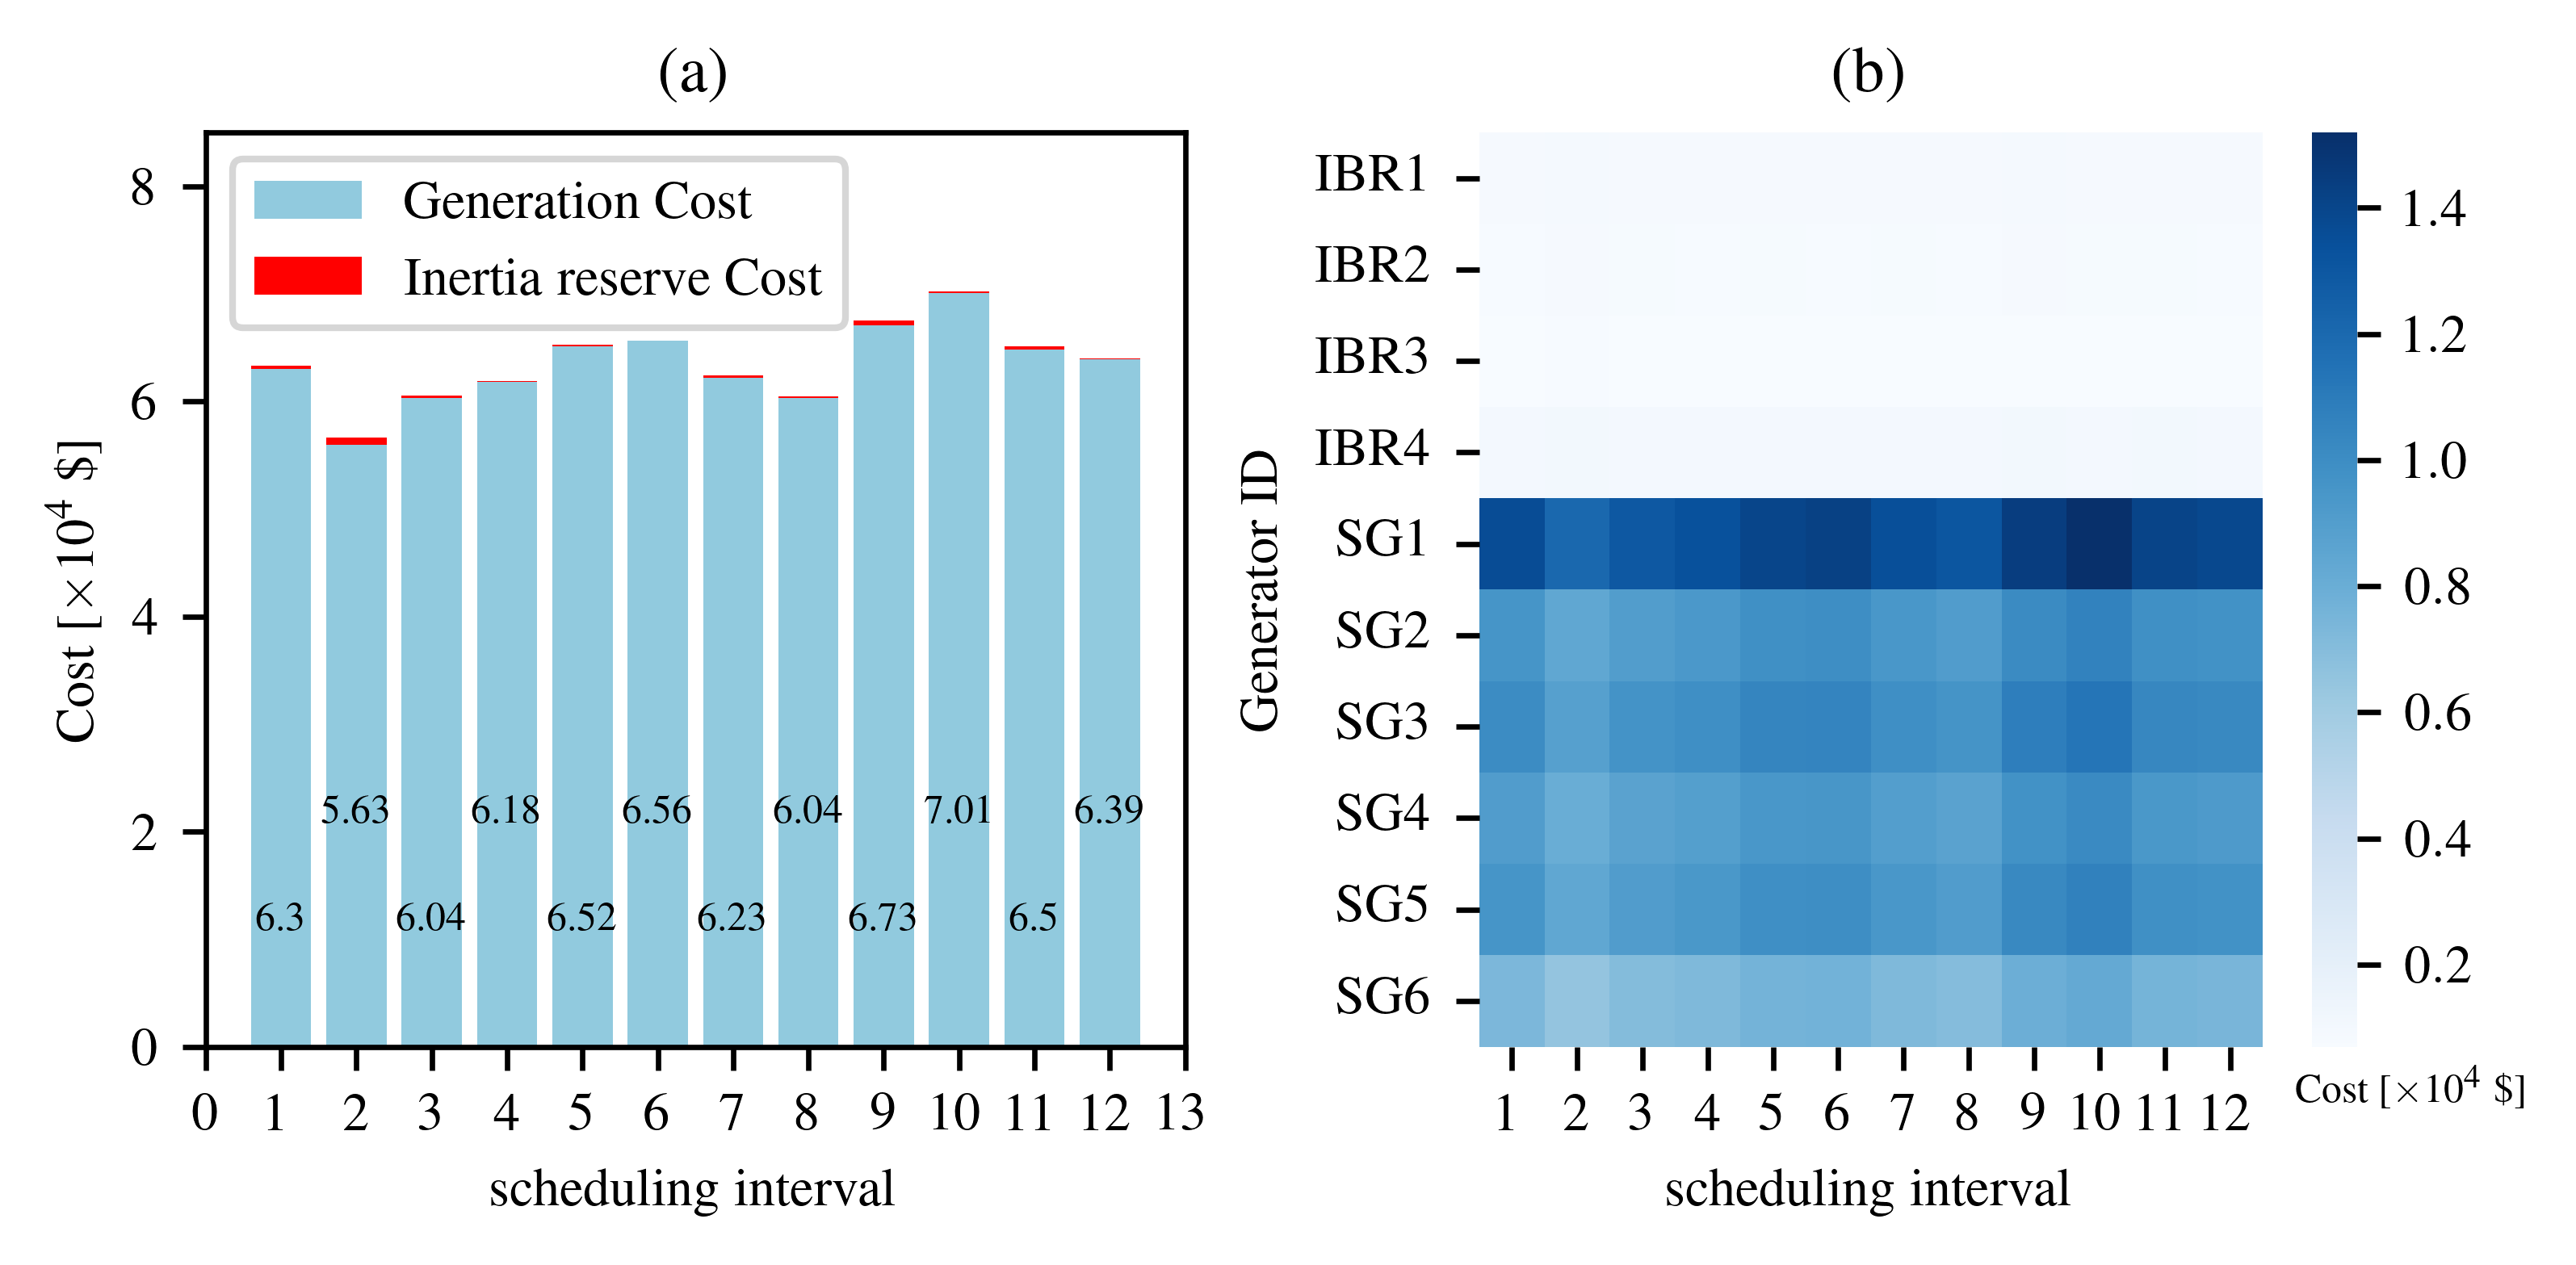 (a)
Generation Cost
Inertia reserve Cost
Cost [×10⁴ $]
8
6
4
2
0
5.63 6.18 6.56 6.04 7.01 6.39
6.3 6.04 6.52 6.23 6.73 6.5
0 1 2 3 4 5 6 7 8 9 10 11 12 13
scheduling interval
(b)
Generator ID
IBR1
IBR2
IBR3
IBR4
SG1
SG2
SG3
SG4
SG5
SG6
1 2 3 4 5 6 7 8 9 10 11 12
scheduling interval
1.4
1.2
1.0
0.8
0.6
0.4
0.2
Cost [×10⁴ $]